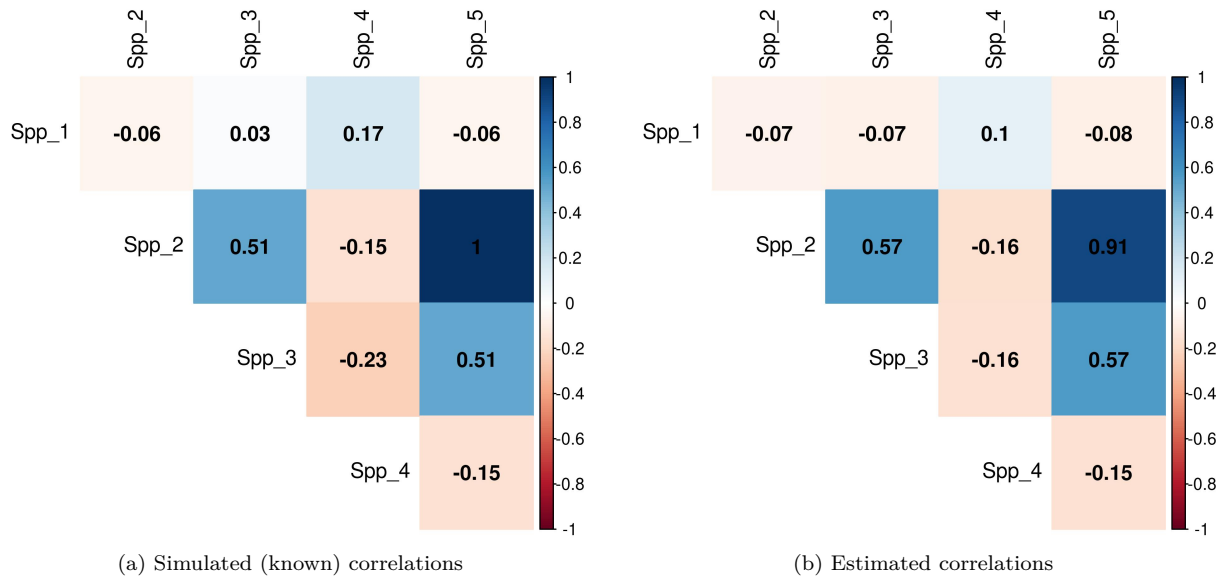 Spp_2 Spp_3 Spp_4 Spp_5
Spp_1 -0.06 0.03 0.17 -0.06
Spp_2 0.51 -0.15 1
Spp_3 -0.23 0.51
Spp_4 -0.15
1
0.8
0.6
0.4
0.2
0
-0.2
-0.4
-0.6
-0.8
-1
(a) Simulated (known) correlations
Spp_2 Spp_3 Spp_4 Spp_5
Spp_1 -0.07 -0.07 0.1 -0.08
Spp_2 0.57 -0.16 0.91
Spp_3 -0.16 0.57
Spp_4 -0.15
1
0.8
0.6
0.4
0.2
0
-0.2
-0.4
-0.6
-0.8
-1
(b) Estimated correlations